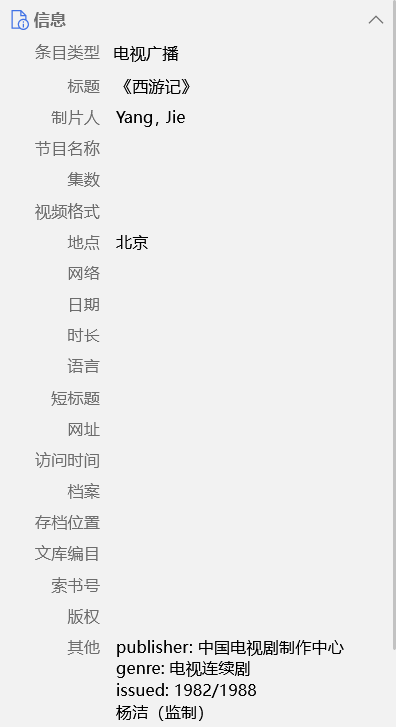 信息
条目类型 电视广播
标题 《西游记》
制片人 Yang, Jie
节目名称
集数
视频格式
地点 北京
网络
日期
时长
语言
短标题
网址
访问时间
档案
存档位置
文库编目
索书号
版权
其他 publisher: 中国电视剧制作中心
genre: 电视连续剧
issued: 1982/1988
杨洁（监制）